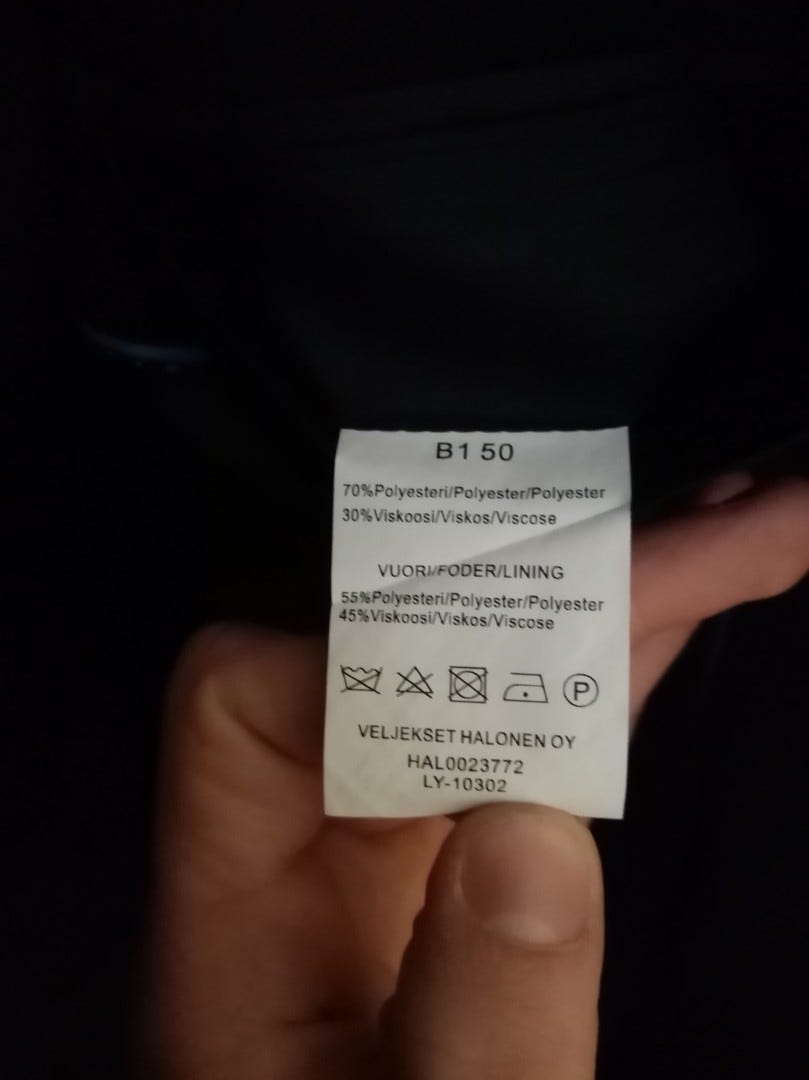 B1 50
70%Polyesteri/Polyester/Polyester
30%Viskoosi/Viskos/Viscose
VUORI/FODER/LINING
55%Polyesteri/Polyester/Polyester
45%Viskoosi/Viskos/Viscose
P
VELJEKSET HALONEN OY
HAL0023772
LY-10302